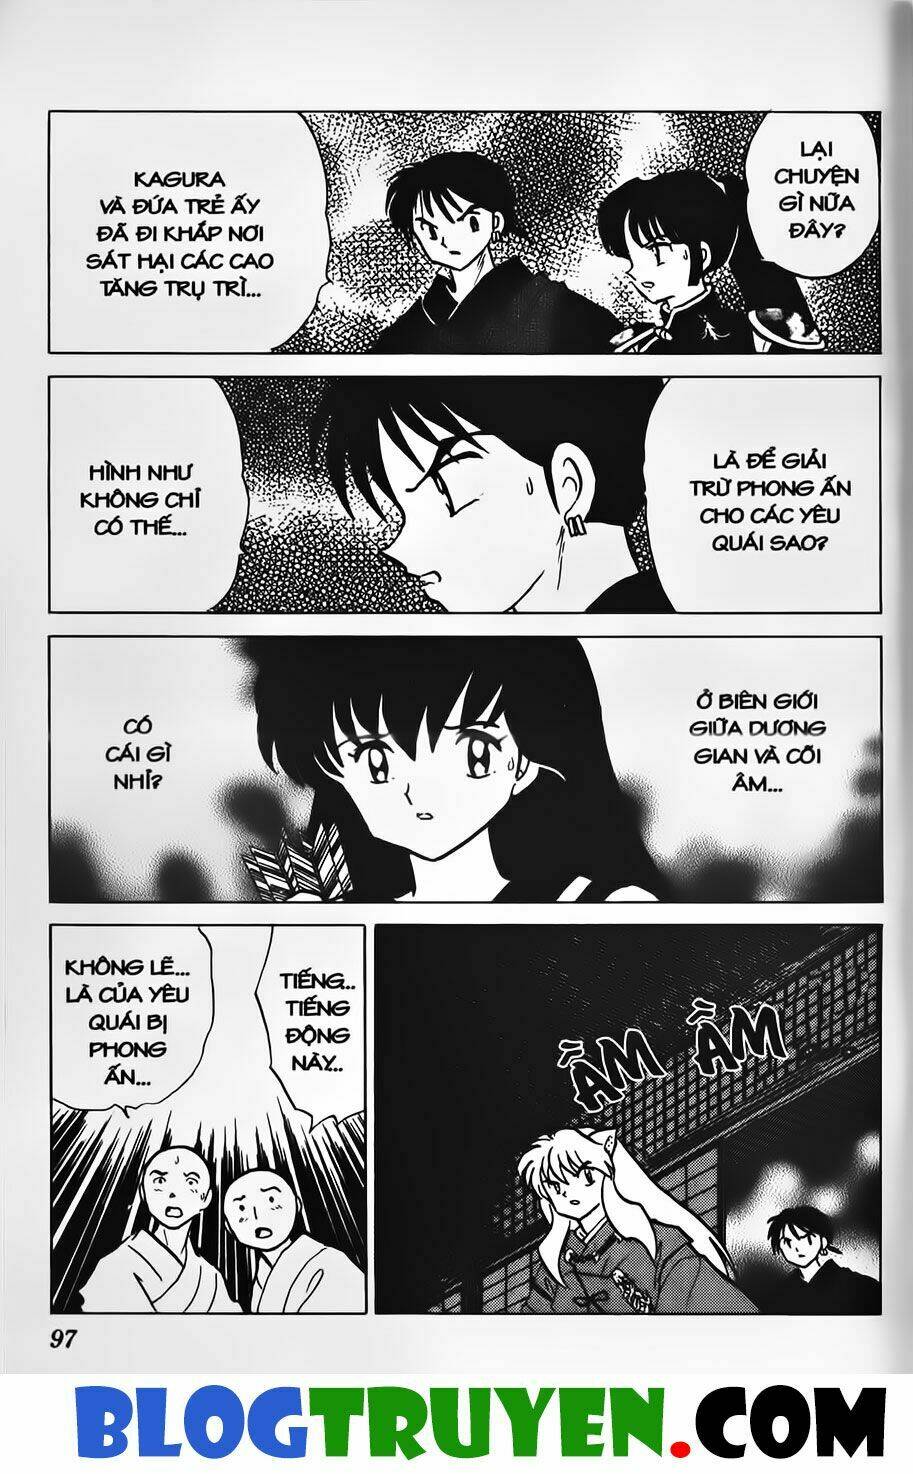 LẠI
CHUYỆN
GÌ NỮA
ĐÂY?
KAGURA
VÀ ĐỨA TRẺ ẤY
ĐÃ ĐI KHẮP NƠI
SÁT HẠI CÁC CAO
TĂNG TRỤ TRÌ...
LÀ ĐỂ GIẢI
TRỪ PHONG ẤN
CHO CÁC YÊU
QUÁI SAO?
HÌNH NHƯ
KHÔNG CHỈ
CÓ THẾ...
Ở BIÊN GIỚI
GIỮA DƯƠNG
GIAN VÀ CÕI
ÂM...
CÓ
CÁI GÌ
NHỈ?
ẦM ẦM
TIẾNG...
TIẾNG
ĐỘNG
NÀY...
KHÔNG LẼ...
LÀ CỦA YÊU
QUÁI BỊ
PHONG
ẤN...
97
BLOGTRUYEN.COM